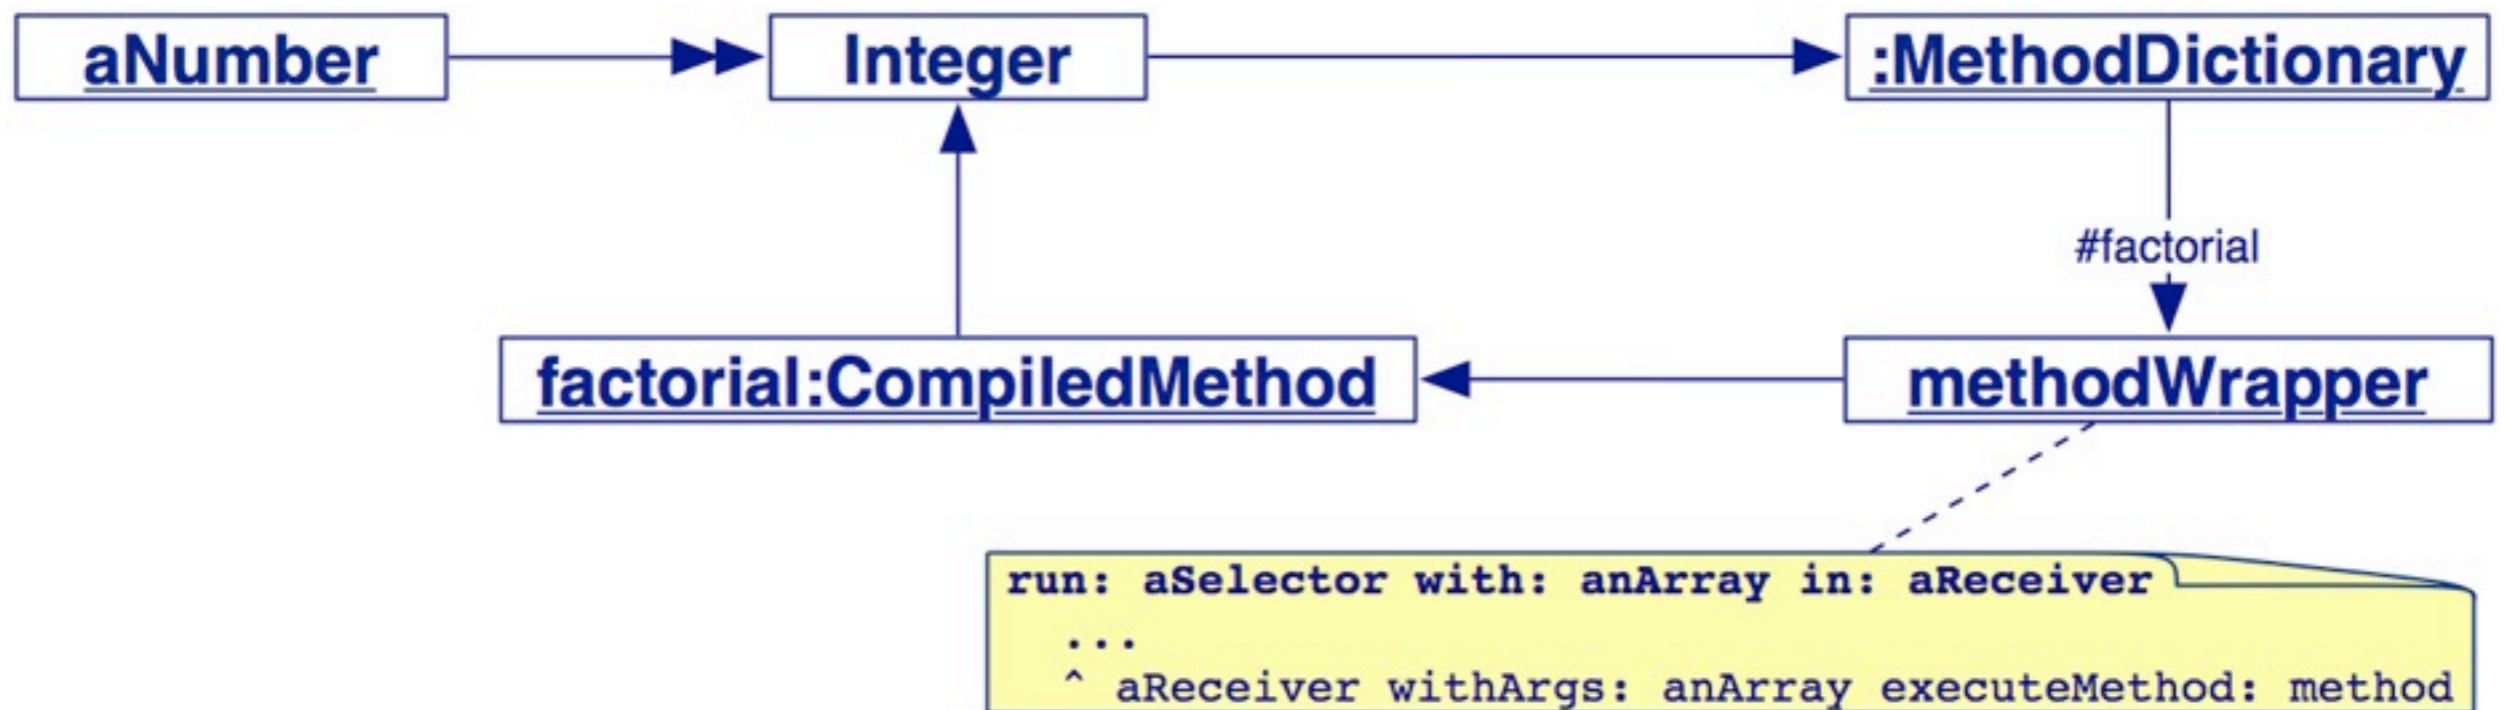 aNumber
Integer
:MethodDictionary
#factorial
factorial:CompiledMethod
methodWrapper
run: aSelector with: anArray in: aReceiver
...
^ aReceiver withArgs: anArray executeMethod: method